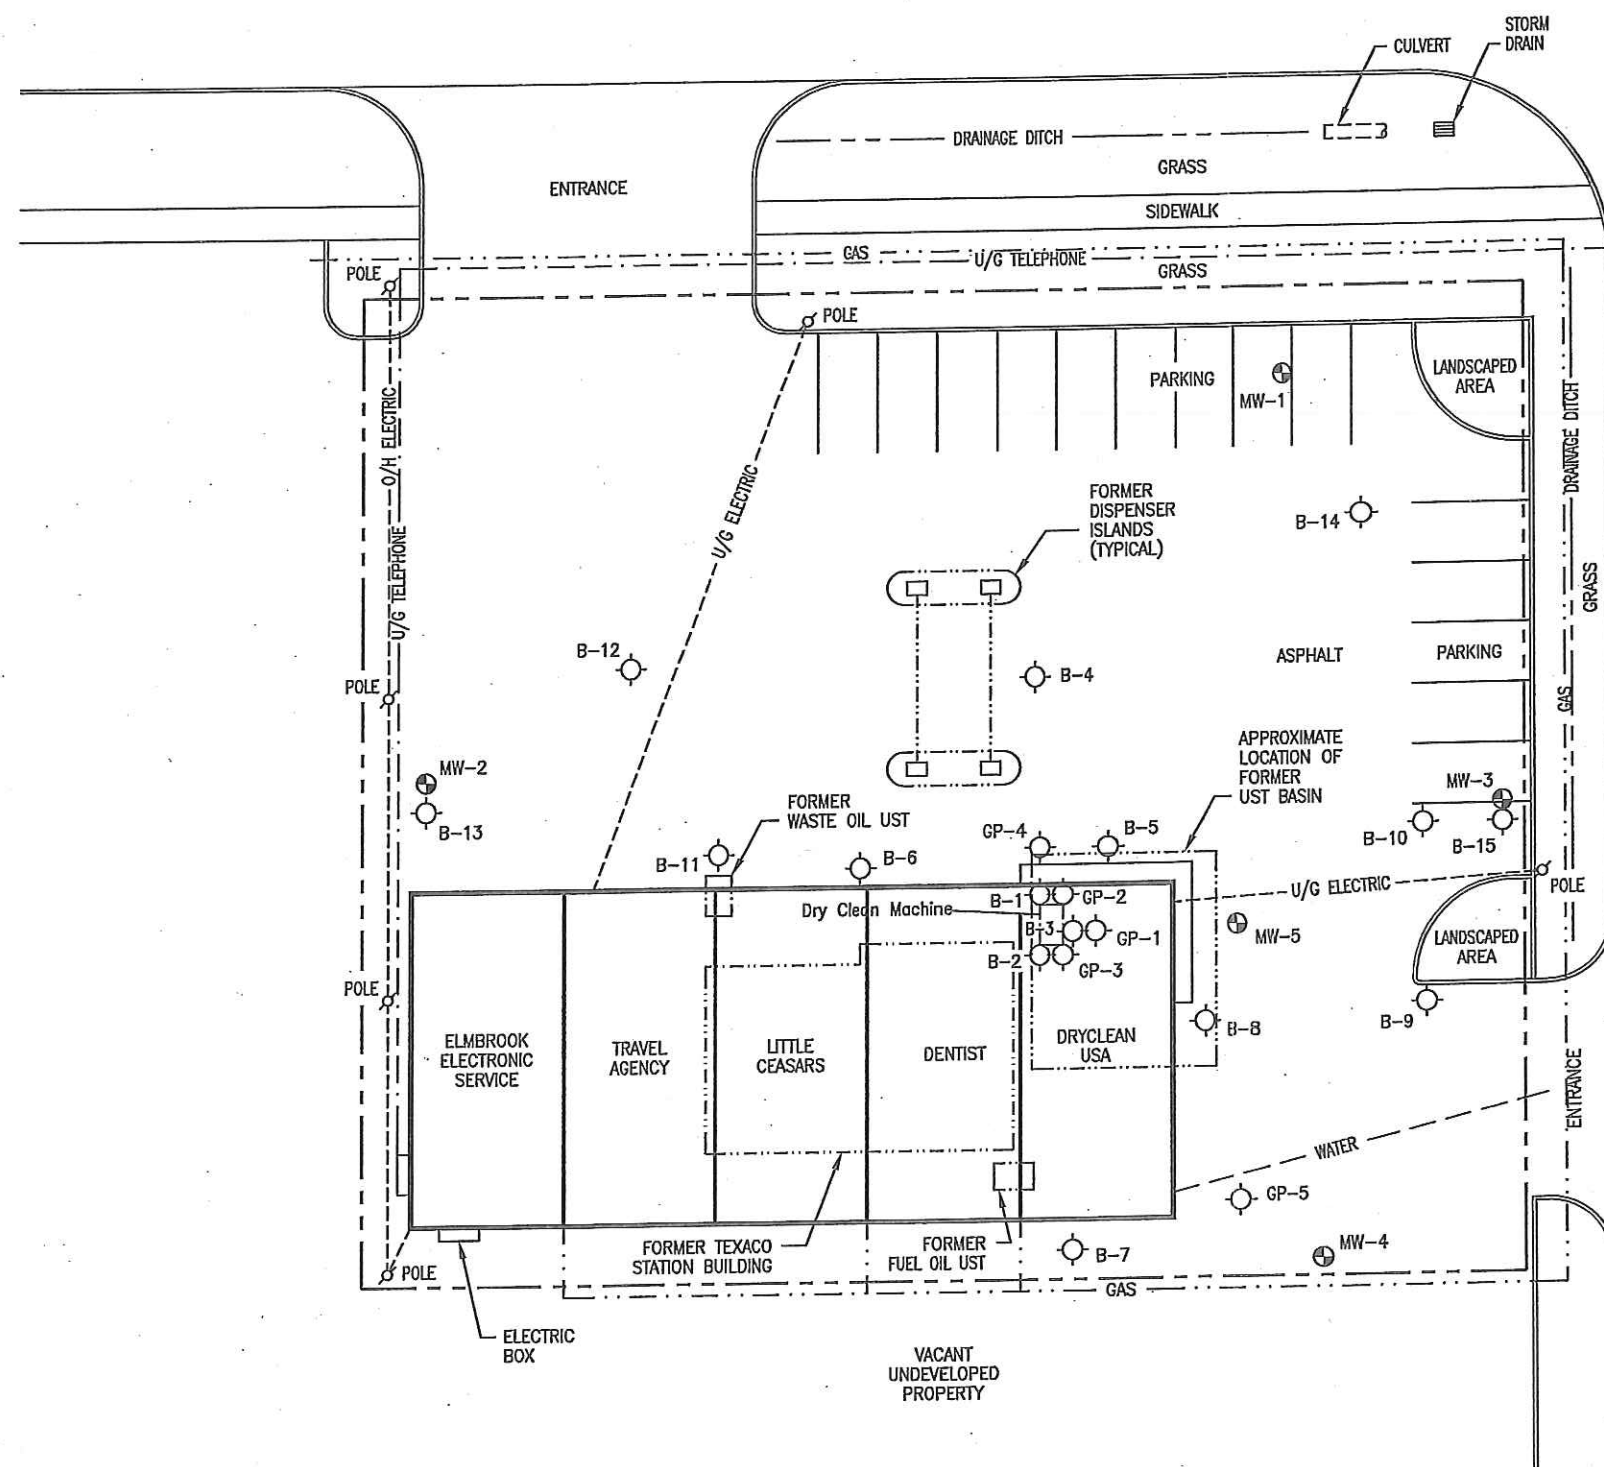 STORM
DRAIN
CULVERT
DRAINAGE DITCH
GRASS
ENTRANCE
SIDEWALK
GAS
U/G TELEPHONE
GRASS
POLE
POLE
LANDSCAPED
AREA
PARKING
MW-1
O/H ELECTRIC
DRAINAGE DITCH
U/G ELECTRIC
FORMER
DISPENSER
ISLANDS
(TYPICAL)
B-14
U/G TELEPHONE
GRASS
B-12
ASPHALT
PARKING
B-4
POLE
GAS
APPROXIMATE
LOCATION OF
FORMER
UST BASIN
MW-2
MW-3
FORMER
WASTE OIL UST
B-13
GP-4
B-5
B-10
B-15
B-11
B-6
U/G ELECTRIC
POLE
B-1
GP-2
Dry Clean Machine
B-3
GP-1
MW-5
LANDSCAPED
AREA
B-2
GP-3
POLE
B-9
B-8
ELMBROOK
ELECTRONIC
SERVICE
TRAVEL
AGENCY
LITTLE
CEASARS
DENTIST
DRYCLEAN
USA
ENTRANCE
WATER
GP-5
FORMER TEXACO
STATION BUILDING
FORMER
FUEL OIL UST
B-7
MW-4
POLE
GAS
ELECTRIC
BOX
VACANT
UNDEVELOPED
PROPERTY